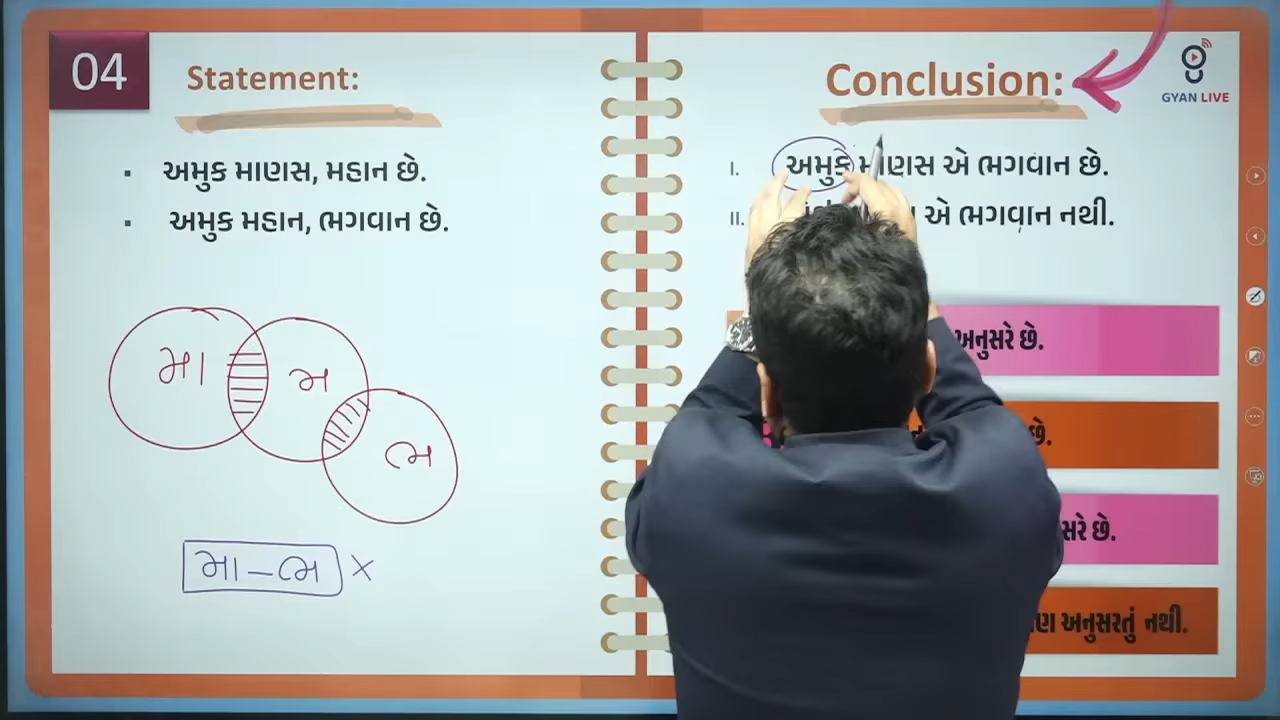 04
Statement:
અમુક માણસ, મહાન છે.
અમુક મહાન, ભગવાન છે.
મા
મ
ભ
મા – ભ ×
Conclusion:
GYAN LIVE
I. અમુક માણસ એ ભગવાન છે.
II. એ ભગવાન નથી.
અનુસરે છે.
છે.
છે.
અનુસરતું નથી.